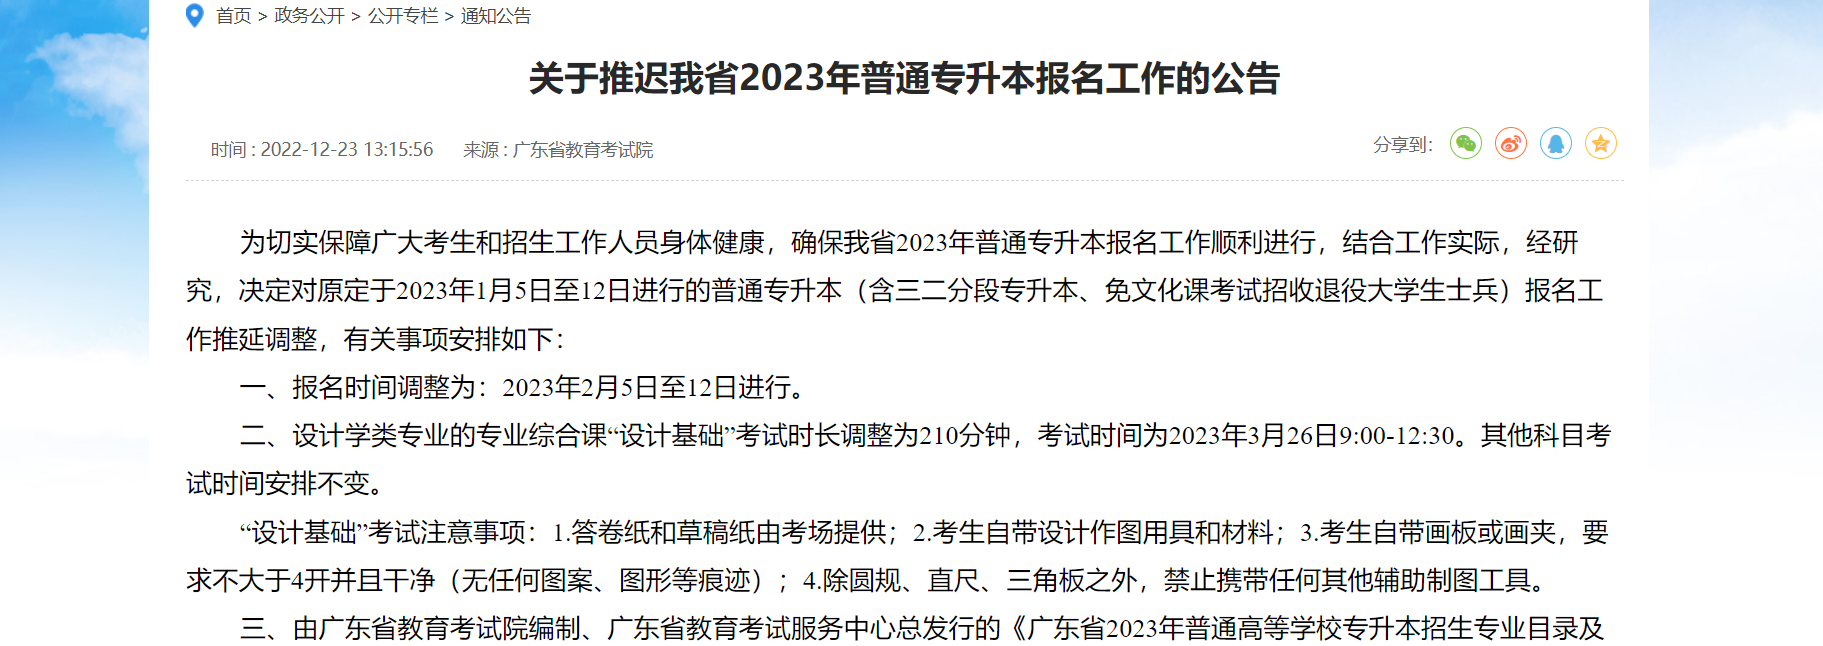 首页 > 政务公开 > 公开专栏 > 通知公告
关于推迟我省2023年普通专升本报名工作的公告
时间 : 2022-12-23 13:15:56 来源 : 广东省教育考试院
分享到：
为切实保障广大考生和招生工作人员身体健康，确保我省2023年普通专升本报名工作顺利进行，结合工作实际，经研
究，决定对原定于2023年1月5日至12日进行的普通专升本（含三二分段专升本、免文化课考试招收退役大学生士兵）报名工
作推延调整，有关事项安排如下：
一、报名时间调整为：2023年2月5日至12日进行。
二、设计学类专业的专业综合课“设计基础”考试时长调整为210分钟，考试时间为2023年3月26日9:00-12:30。其他科目考
试时间安排不变。
“设计基础”考试注意事项：1.答卷纸和草稿纸由考场提供；2.考生自带设计作图用具和材料；3.考生自带画板或画夹，要
求不大于4开并且干净（无任何图案、图形等痕迹）；4.除圆规、直尺、三角板之外，禁止携带任何其他辅助制图工具。
三、由广东省教育考试院编制、广东省教育考试服务中心总发行的《广东省2023年普通高等学校专升本招生专业目录及